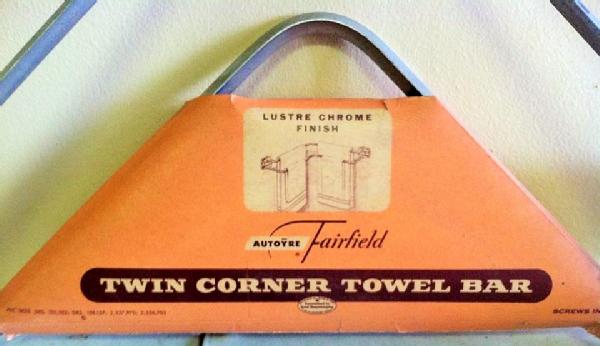 LUSTRE CHROME
FINISH
AUTOYRE Fairfield
TWIN CORNER TOWEL BAR
SCREWS IN